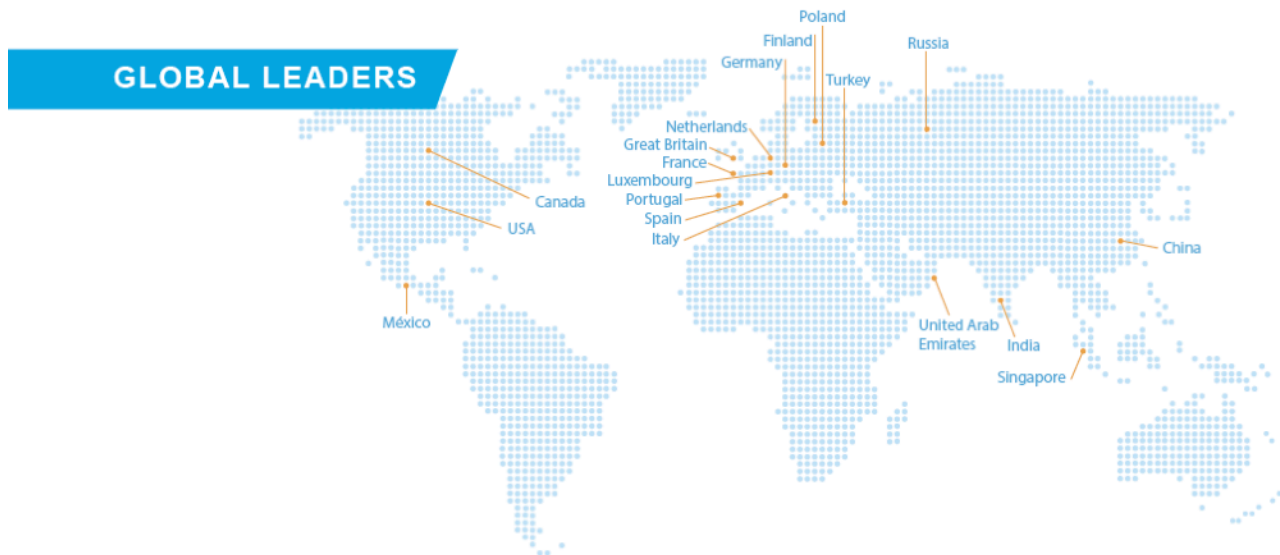 GLOBAL LEADERS
Poland
Finland
Russia
Germany
Turkey
Netherlands
Great Britain
France
Luxembourg
Portugal
Spain
Italy
Canada
USA
México
China
United Arab
Emirates
India
Singapore